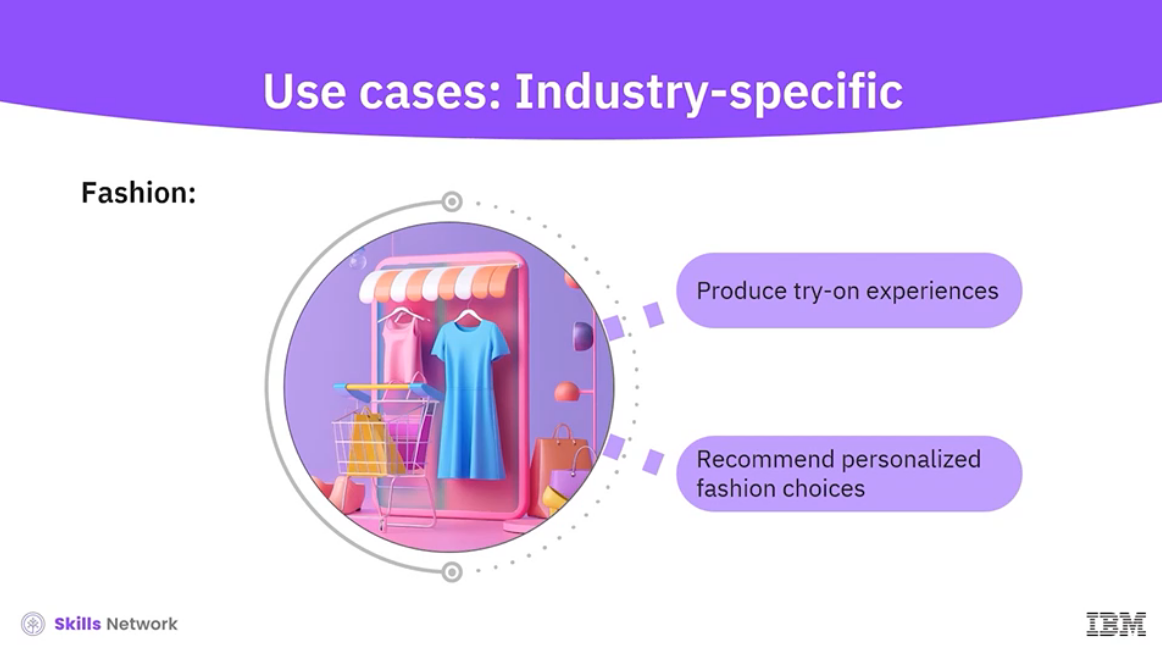 Use cases: Industry-specific
Fashion:
Produce try-on experiences
Recommend personalized
fashion choices
Skills Network
IBM